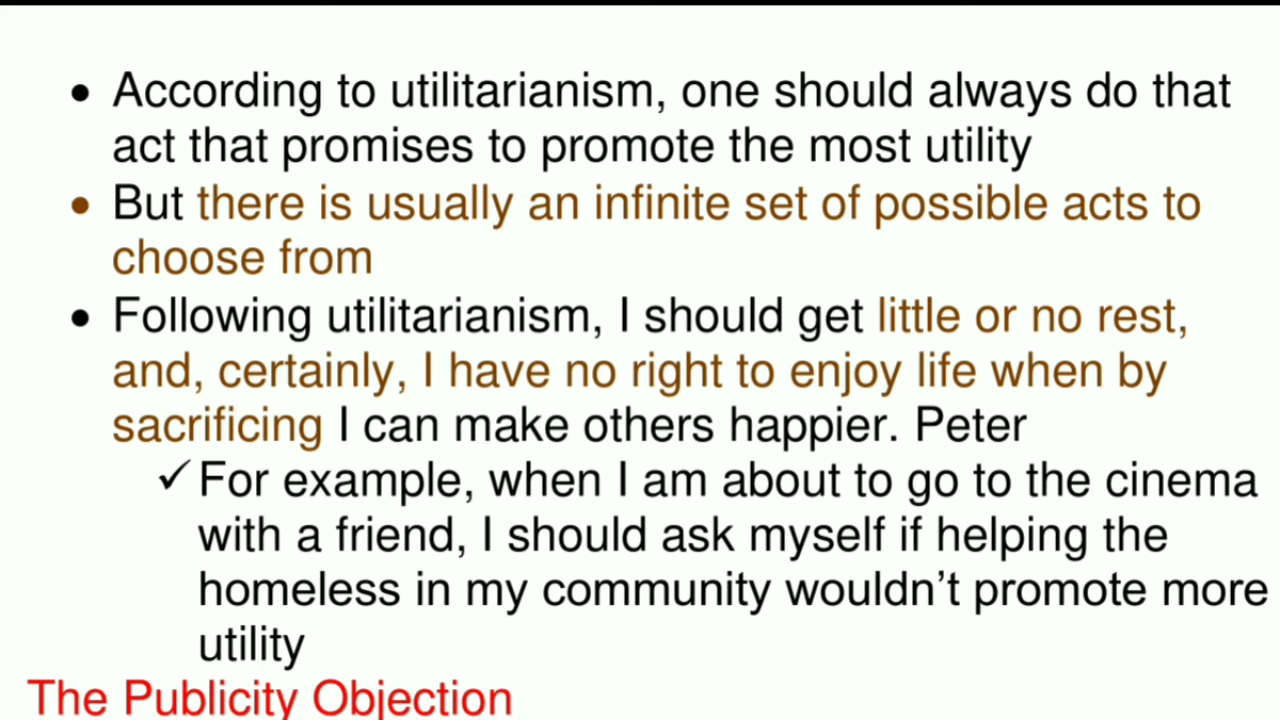 • According to utilitarianism, one should always do that
act that promises to promote the most utility
• But there is usually an infinite set of possible acts to
choose from
• Following utilitarianism, I should get little or no rest,
and, certainly, I have no right to enjoy life when by
sacrificing I can make others happier. Peter
✓ For example, when I am about to go to the cinema
with a friend, I should ask myself if helping the
homeless in my community wouldn’t promote more
utility
The Publicity Objection